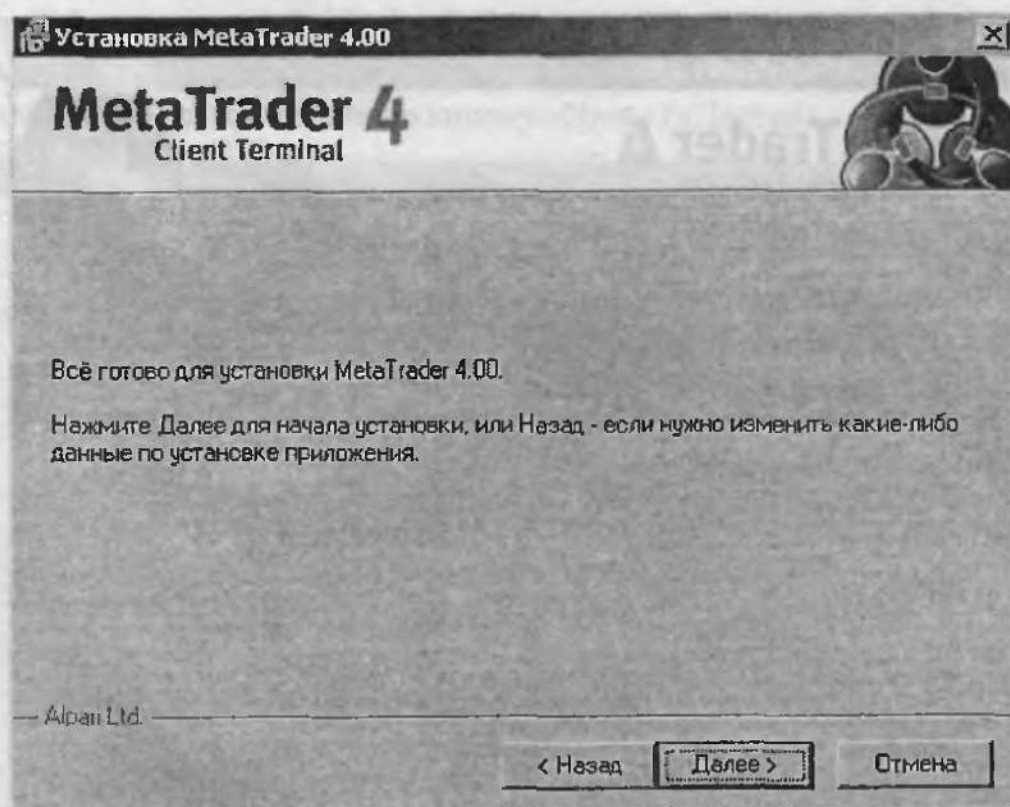 Установка MetaTrader 4.00
MetaTrader 4
Client Terminal
Всё готово для установки MetaTrader 4.00.
Нажмите Далее для начала установки, или Назад - если нужно изменить какие-либо
данные по установке приложения.
Alpari Ltd.
< Назад
Далее >
Отмена